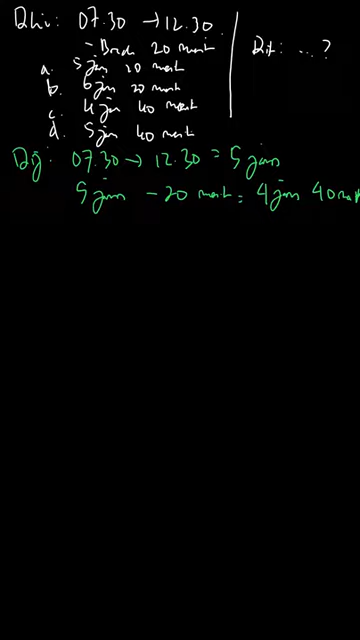 Dik: 07.30 → 12.30.
- Break 20 menit
a. 5 jam 20 menit
b. 6 jam 20 menit
c. 4 jam 40 menit
d. 5 jam 40 menit
Dit: ... ?
Dij: 07.30 → 12.30 = 5 jam
5 jam - 20 menit = 4 jam 40 menit